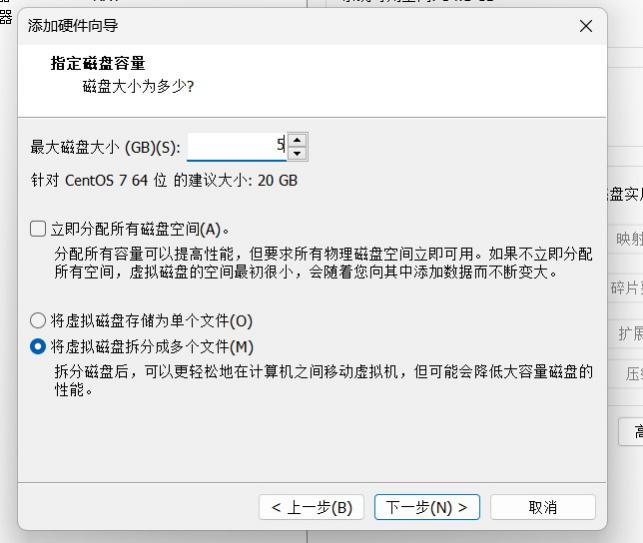 器
添加硬件向导
指定磁盘容量
磁盘大小为多少?
最大磁盘大小 (GB)(S): 5
针对 CentOS 7 64 位 的建议大小: 20 GB
盘实用
立即分配所有磁盘空间(A)。
映射
分配所有容量可以提高性能，但要求所有物理磁盘空间立即可用。如果不立即分配
所有空间，虚拟磁盘的空间最初很小，会随着您向其中添加数据而不断变大。
碎片整
将虚拟磁盘存储为单个文件(O)
扩展
将虚拟磁盘拆分成多个文件(M)
拆分磁盘后，可以更轻松地在计算机之间移动虚拟机，但可能会降低大容量磁盘的
性能。
压缩
高
< 上一步(B) 下一步(N) > 取消